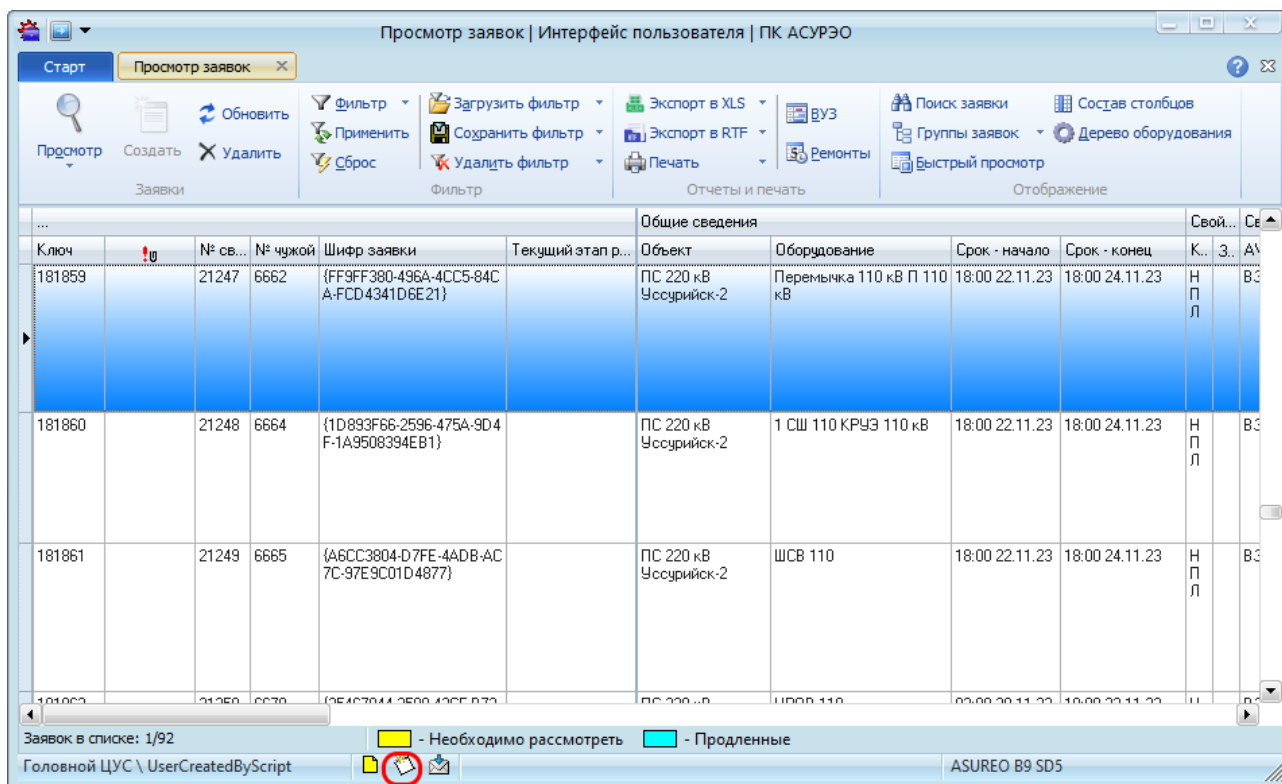 Просмотр заявок | Интерфейс пользователя | ПК АСУРЭО
Старт Просмотр заявок
Просмотр Создать Обновить Удалить
Заявки
Фильтр Применить Сброс Загрузить фильтр Сохранить фильтр Удалить фильтр
Фильтр
Экспорт в XLS Экспорт в RTF Печать ВУЗ Ремонты
Отчеты и печать
Поиск заявки Группы заявок Быстрый просмотр Состав столбцов Дерево оборудования
Отображение
... Общие сведения Свой...
Ключ № св... № чужой Шифр заявки Текущий этап р... Объект Оборудование Срок - начало Срок - конец К.. З..
181859 21247 6662 {FF9FF380-496A-4CC5-84C ПС 220 кВ Перемычка 110 кВ П 110 18:00 22.11.23 18:00 24.11.23 Н
A-FCD4341D6E21} Уссурийск-2 кВ П
Л
181860 21248 6664 {1D893F66-2596-475A-9D4 ПС 220 кВ 1 СШ 110 КРУЭ 110 кВ 18:00 22.11.23 18:00 24.11.23 Н
F-1A9508394EB1} Уссурийск-2 П
Л
181861 21249 6665 {A6CC3804-D7FE-4ADB-AC ПС 220 кВ ШСВ 110 18:00 22.11.23 18:00 24.11.23 Н
7C-97E9C01D4877} Уссурийск-2 П
Л
Заявок в списке: 1/92 - Необходимо рассмотреть - Продленные
Головной ЦУС \ UserCreatedByScript ASUREO B9 SD5